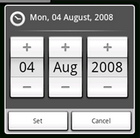 Mon, 04 August, 2008
+ + +
04 Aug 2008
- - -
Set Cancel